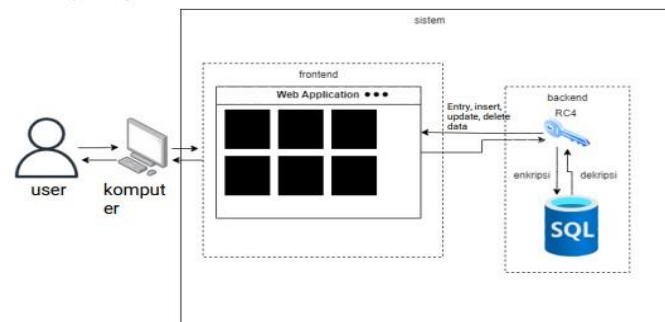 sistem
frontend
Web Application
Entry, insert,
update, delete
data
backend
RC4
user
komput
er
enkripsi
dekripsi
SQL